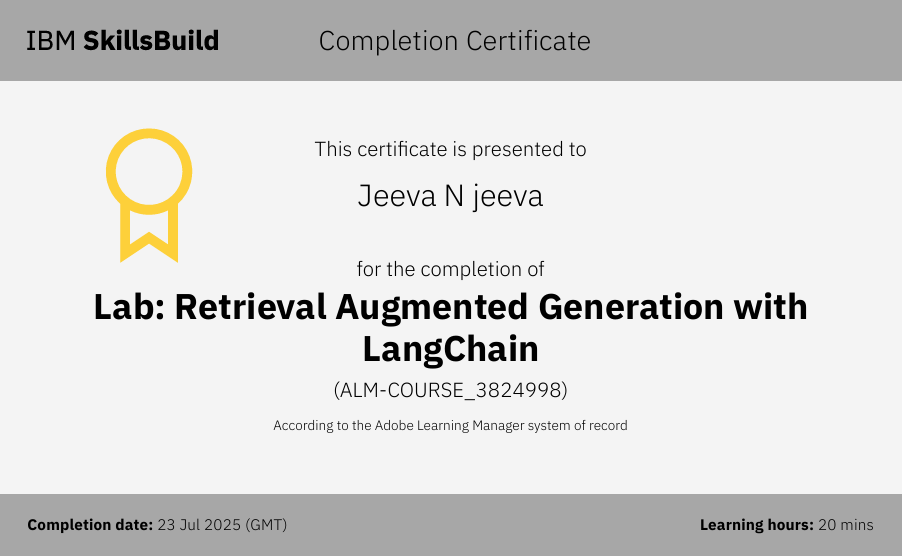 IBM SkillsBuild
Completion Certificate
This certificate is presented to
Jeeva N jeeva
for the completion of
Lab: Retrieval Augmented Generation with
LangChain
(ALM-COURSE_3824998)
According to the Adobe Learning Manager system of record
Completion date: 23 Jul 2025 (GMT)
Learning hours: 20 mins